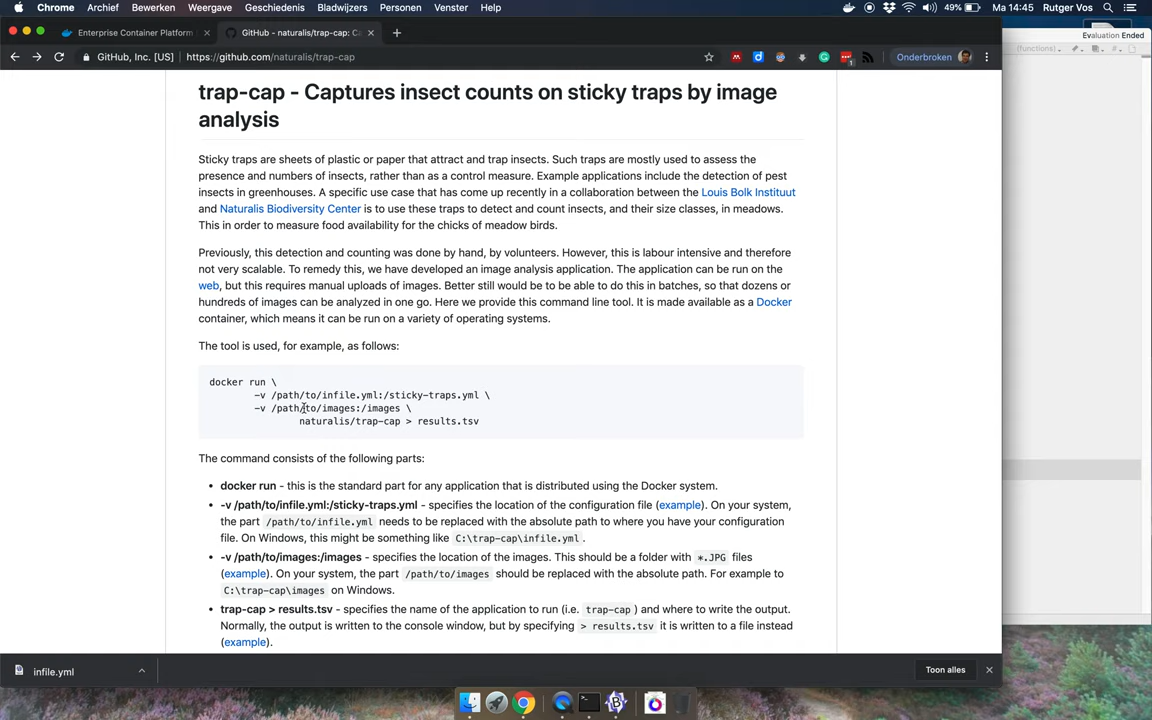 Chrome Archief Bewerken Weergave Geschiedenis Bladwijzers Personen Venster Help 49% Ma 14:45 Rutger Vos
Enterprise Container Platform
GitHub - naturalis/trap-cap: Ca
Evaluation Ended
(functions)
GitHub, Inc. [US] https://github.com/naturalis/trap-cap Onderbroken
trap-cap - Captures insect counts on sticky traps by image
analysis
Sticky traps are sheets of plastic or paper that attract and trap insects. Such traps are mostly used to assess the
presence and numbers of insects, rather than as a control measure. Example applications include the detection of pest
insects in greenhouses. A specific use case that has come up recently in a collaboration between the Louis Bolk Instituut
and Naturalis Biodiversity Center is to use these traps to detect and count insects, and their size classes, in meadows.
This in order to measure food availability for the chicks of meadow birds.
Previously, this detection and counting was done by hand, by volunteers. However, this is labour intensive and therefore
not very scalable. To remedy this, we have developed an image analysis application. The application can be run on the
web, but this requires manual uploads of images. Better still would be to be able to do this in batches, so that dozens or
hundreds of images can be analyzed in one go. Here we provide this command line tool. It is made available as a Docker
container, which means it can be run on a variety of operating systems.
The tool is used, for example, as follows:
docker run \
-v /path/to/infile.yml:/sticky-traps.yml \
-v /path/to/images:/images \
naturalis/trap-cap > results.tsv
The command consists of the following parts:
• docker run - this is the standard part for any application that is distributed using the Docker system.
• -v /path/to/infile.yml:/sticky-traps.yml - specifies the location of the configuration file (example). On your system,
the part /path/to/infile.yml needs to be replaced with the absolute path to where you have your configuration
file. On Windows, this might be something like C:\trap-cap\infile.yml .
• -v /path/to/images:/images - specifies the location of the images. This should be a folder with *.JPG files
(example). On your system, the part /path/to/images should be replaced with the absolute path. For example to
C:\trap-cap\images on Windows.
• trap-cap > results.tsv - specifies the name of the application to run (i.e. trap-cap ) and where to write the output.
Normally, the output is written to the console window, but by specifying > results.tsv it is written to a file instead
(example).
infile.yml
Toon alles